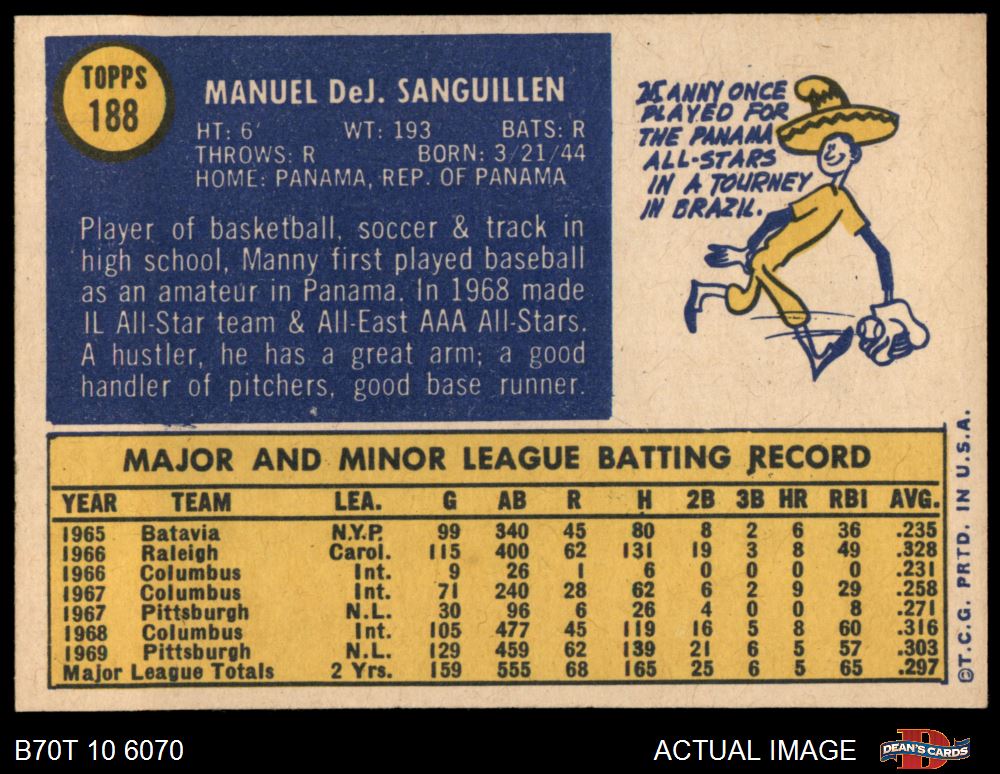 TOPPS
188
MANUEL DeJ. SANGUILLEN
HT: 6' WT: 193 BATS: R
THROWS: R BORN: 3/21/44
HOME: PANAMA, REP. OF PANAMA
Player of basketball, soccer & track in
high school, Manny first played baseball
as an amateur in Panama. In 1968 made
IL All-Star team & All-East AAA All-Stars.
A hustler, he has a great arm; a good
handler of pitchers, good base runner.
MANNY ONCE
PLAYED FOR
THE PANAMA
ALL-STARS
IN A TOURNEY
IN BRAZIL.
MAJOR AND MINOR LEAGUE BATTING RECORD
YEAR TEAM LEA. G AB R H 2B 3B HR RBI AVG.
1965 Batavia N.Y.P. 99 340 45 80 8 2 6 36 .235
1966 Raleigh Carol. 115 400 62 131 19 3 8 49 .328
1966 Columbus Int. 9 26 1 6 0 0 0 0 .231
1967 Columbus Int. 71 240 28 62 6 2 9 29 .258
1967 Pittsburgh N.L. 30 96 6 26 4 0 0 8 .271
1968 Columbus Int. 105 477 45 119 16 5 8 60 .316
1969 Pittsburgh N.L. 129 459 62 139 21 6 5 57 .303
Major League Totals 2 Yrs. 159 555 68 165 25 6 5 65 .297
©T.C.G. PRTD. IN U.S.A.
B70T 10 6070
ACTUAL IMAGE
DEAN'S CARDS